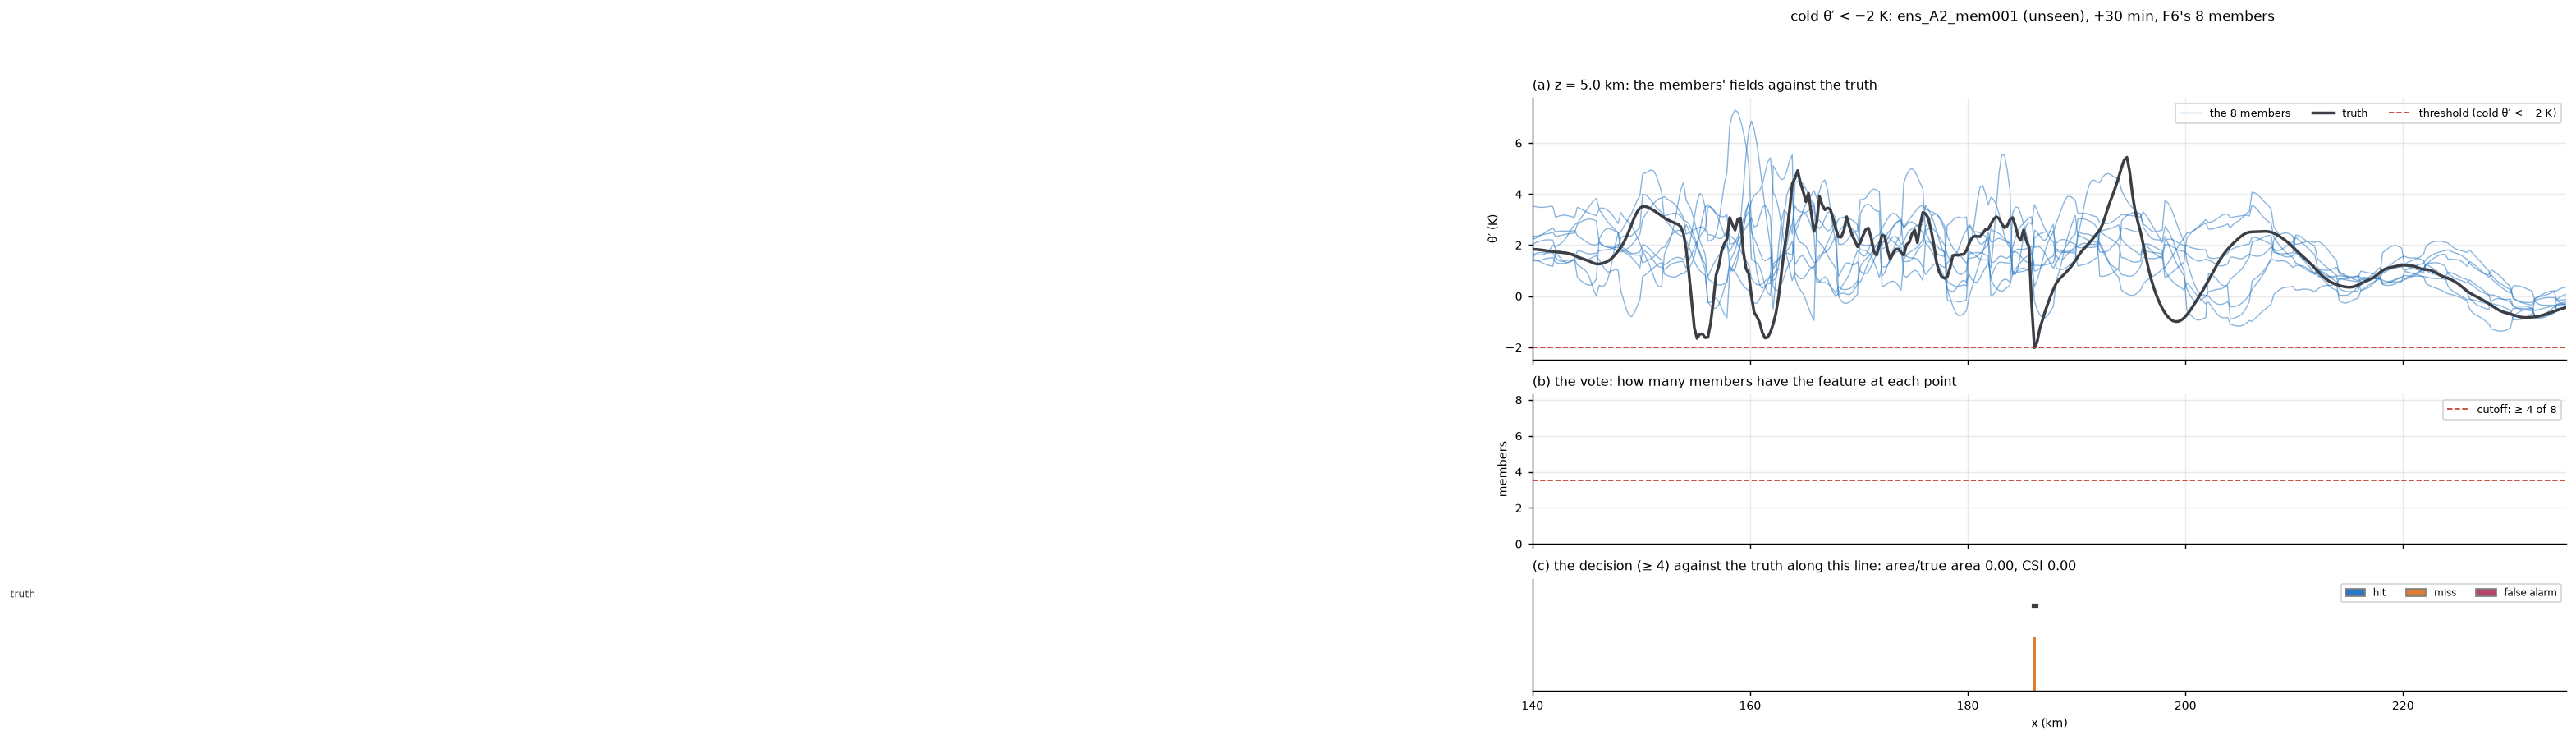 cold θ′ < −2 K: ens_A2_mem001 (unseen), +30 min, F6's 8 members
(a) z = 5.0 km: the members' fields against the truth
the 8 members
truth
threshold (cold θ′ < −2 K)
6
4
2
0
−2
θ′ (K)
(b) the vote: how many members have the feature at each point
cutoff: ≥ 4 of 8
8
6
4
2
0
members
(c) the decision (≥ 4) against the truth along this line: area/true area 0.00, CSI 0.00
hit
miss
false alarm
truth
140
160
180
200
220
x (km)